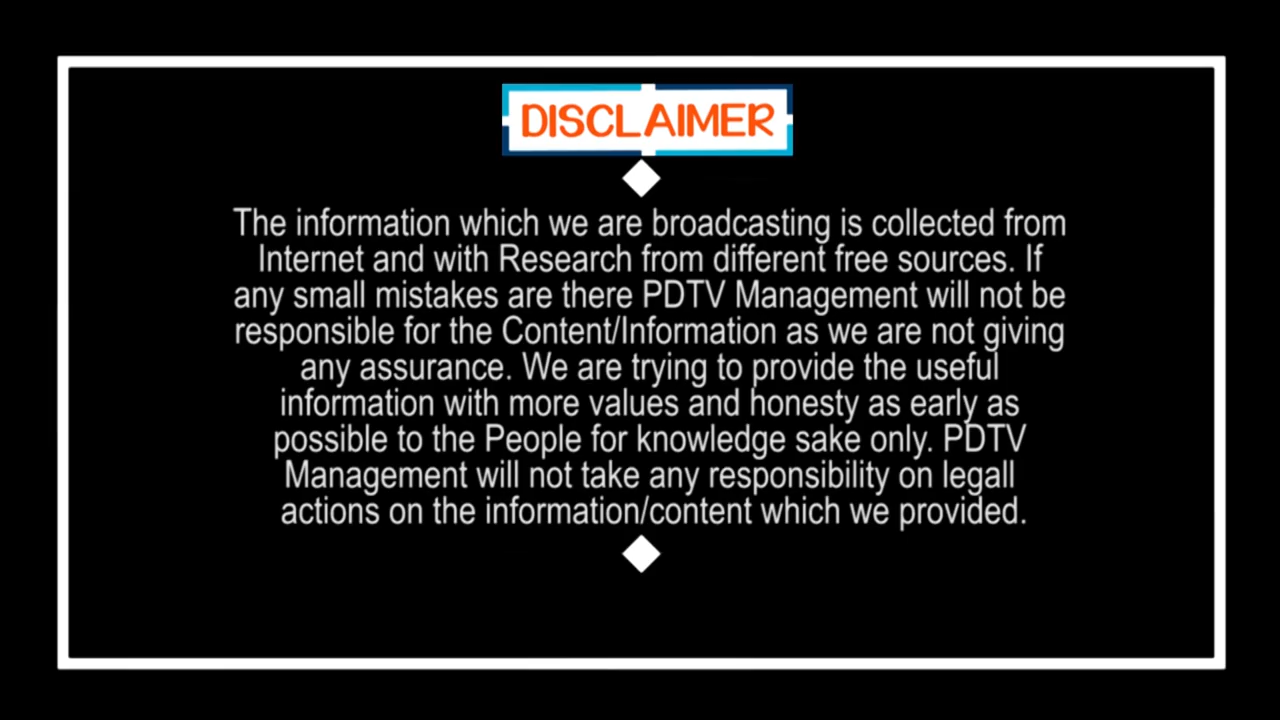 DISCLAIMER
The information which we are broadcasting is collected from
Internet and with Research from different free sources. If
any small mistakes are there PDTV Management will not be
responsible for the Content/Information as we are not giving
any assurance. We are trying to provide the useful
information with more values and honesty as early as
possible to the People for knowledge sake only. PDTV
Management will not take any responsibility on legall
actions on the information/content which we provided.